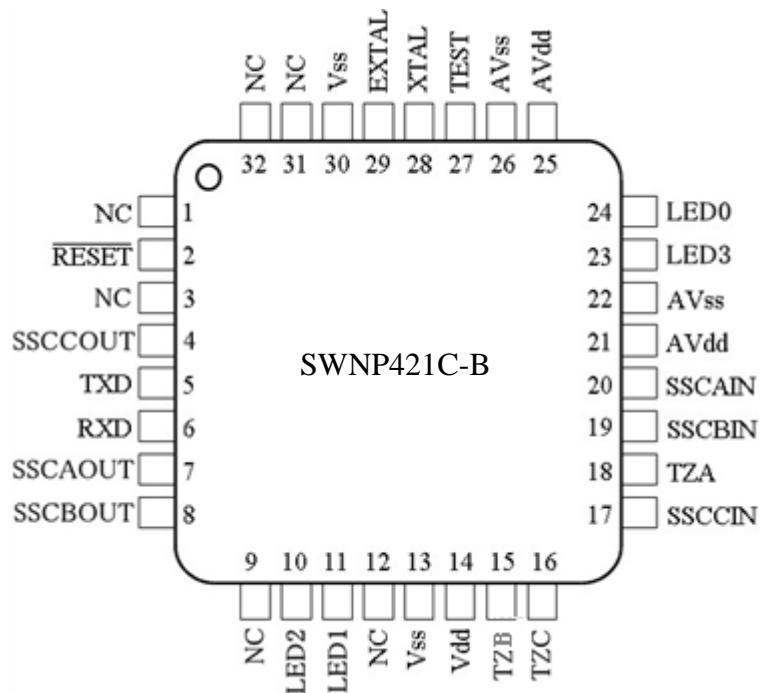 NC NC Vss EXTAL XTAL TEST AVss AVdd
32 31 30 29 28 27 26 25
NC 1 24 LED0
RESET 2 23 LED3
NC 3 22 AVss
SSCCOUT 4 21 AVdd
SWNP421C-B
TXD 5 20 SSCAIN
RXD 6 19 SSCBIN
SSCAOUT 7 18 TZA
SSCBOUT 8 17 SSCCIN
9 10 11 12 13 14 15 16
NC LED2 LED1 NC Vss Vdd TZB TZC